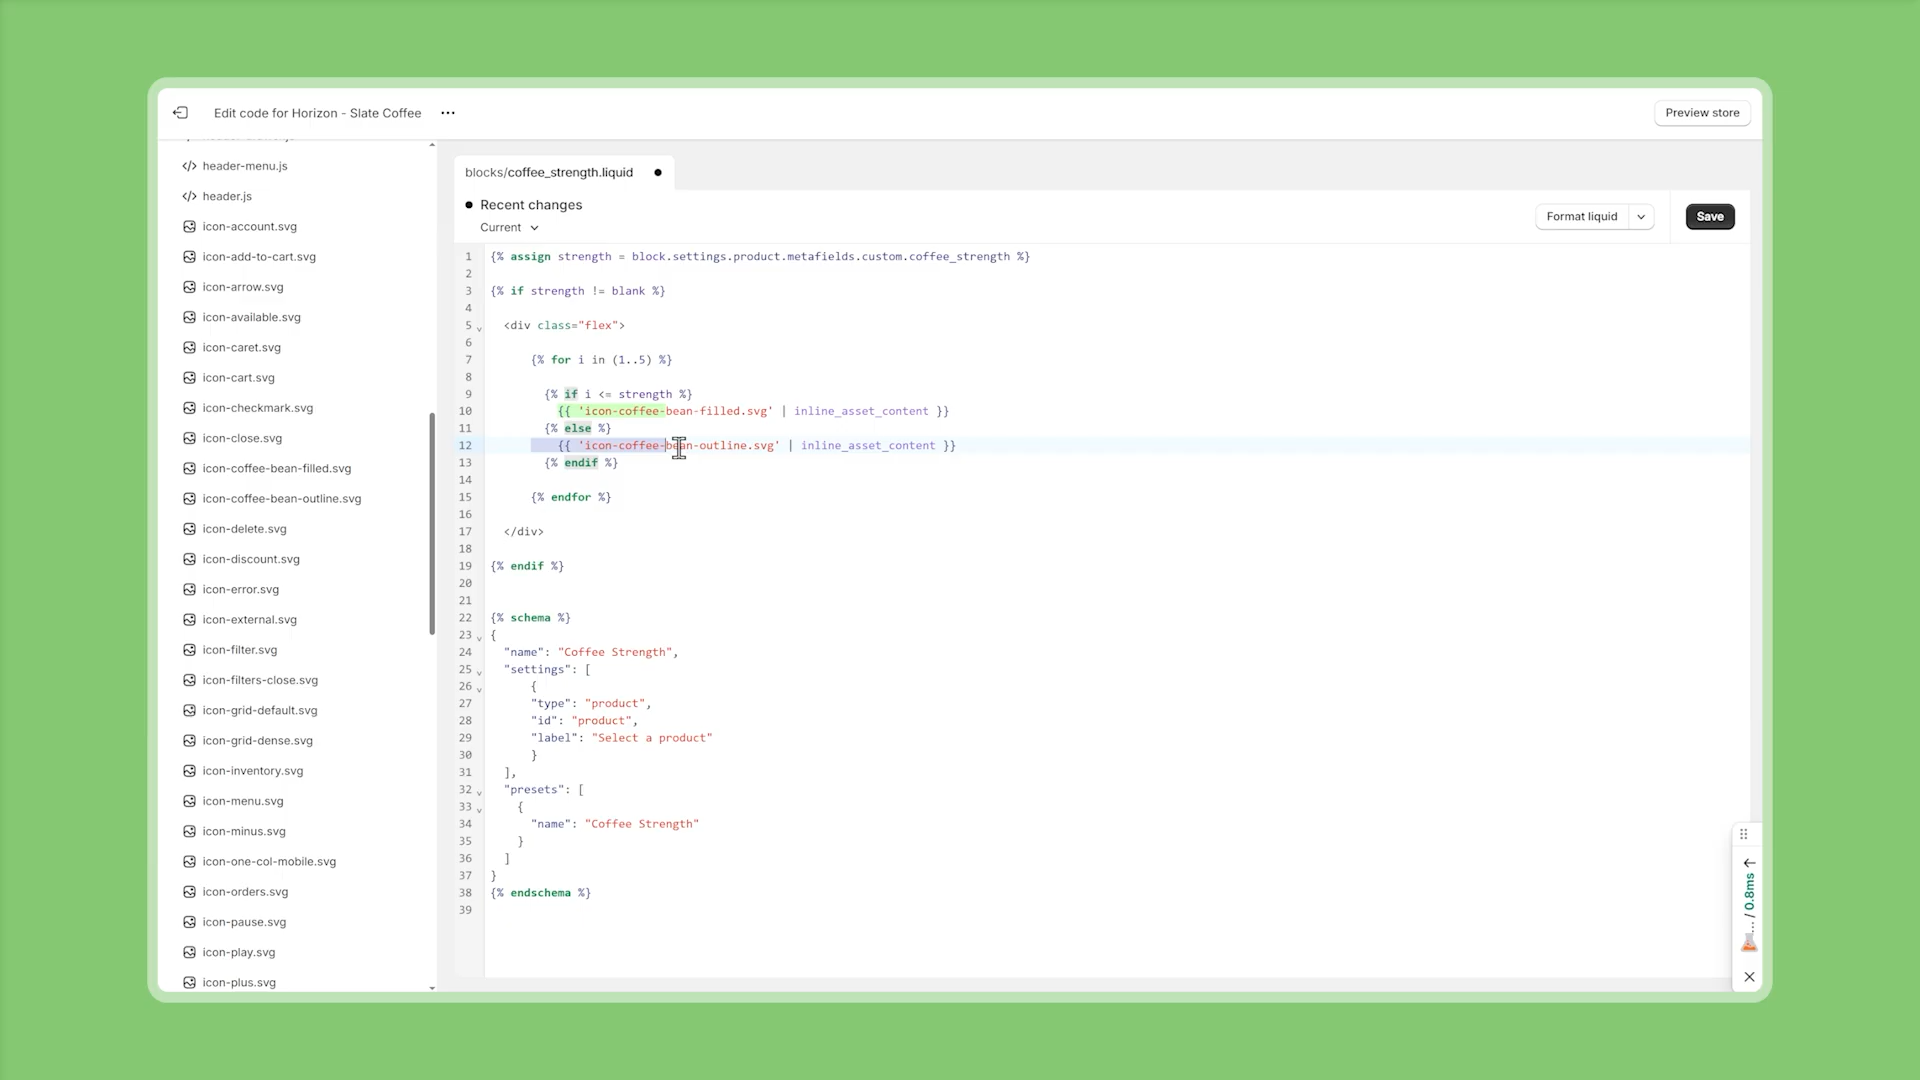 Edit code for Horizon - Slate Coffee
Preview store
header-menu.js
header.js
icon-account.svg
icon-add-to-cart.svg
icon-arrow.svg
icon-available.svg
icon-caret.svg
icon-cart.svg
icon-checkmark.svg
icon-close.svg
icon-coffee-bean-filled.svg
icon-coffee-bean-outline.svg
icon-delete.svg
icon-discount.svg
icon-error.svg
icon-external.svg
icon-filter.svg
icon-filters-close.svg
icon-grid-default.svg
icon-grid-dense.svg
icon-inventory.svg
icon-menu.svg
icon-minus.svg
icon-one-col-mobile.svg
icon-orders.svg
icon-pause.svg
icon-play.svg
icon-plus.svg
blocks/coffee_strength.liquid
Recent changes
Current
Format liquid
Save
1 {% assign strength = block.settings.product.metafields.custom.coffee_strength %}
2
3 {% if strength != blank %}
4
5 <div class="flex">
6
7 {% for i in (1..5) %}
8
9 {% if i <= strength %}
10 {{ 'icon-coffee-bean-filled.svg' | inline_asset_content }}
11 {% else %}
12 {{ 'icon-coffee-bean-outline.svg' | inline_asset_content }}
13 {% endif %}
14
15 {% endfor %}
16
17 </div>
18
19 {% endif %}
20
21
22 {% schema %}
23 {
24 "name": "Coffee Strength",
25 "settings": [
26 {
27 "type": "product",
28 "id": "product",
29 "label": "Select a product"
30 }
31 ],
32 "presets": [
33 {
34 "name": "Coffee Strength"
35 }
36 ]
37 }
38 {% endschema %}
39
... / 0.8ms